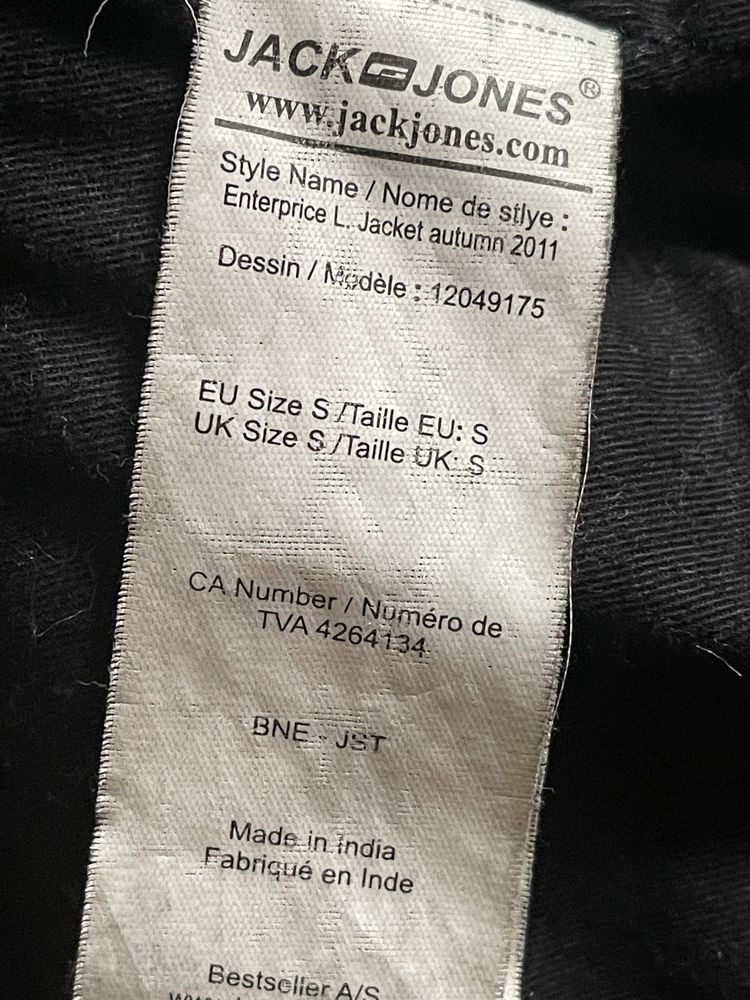 JACK JONES®
www.jackjones.com
Style Name / Nome de stlye :
Enterprice L. Jacket autumn 2011
Dessin / Modèle : 12049175
EU Size S /Taille EU: S
UK Size S /Taille UK: S
CA Number / Numéro de
TVA 4264134
BNE - JST
Made in India
Fabriqué en Inde
Bestseller A/S